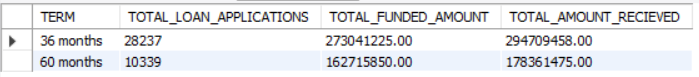 TERM TOTAL_LOAN_APPLICATIONS TOTAL_FUNDED_AMOUNT TOTAL_AMOUNT_RECIEVED
36 months 28237 273041225.00 294709458.00
60 months 10339 162715850.00 178361475.00